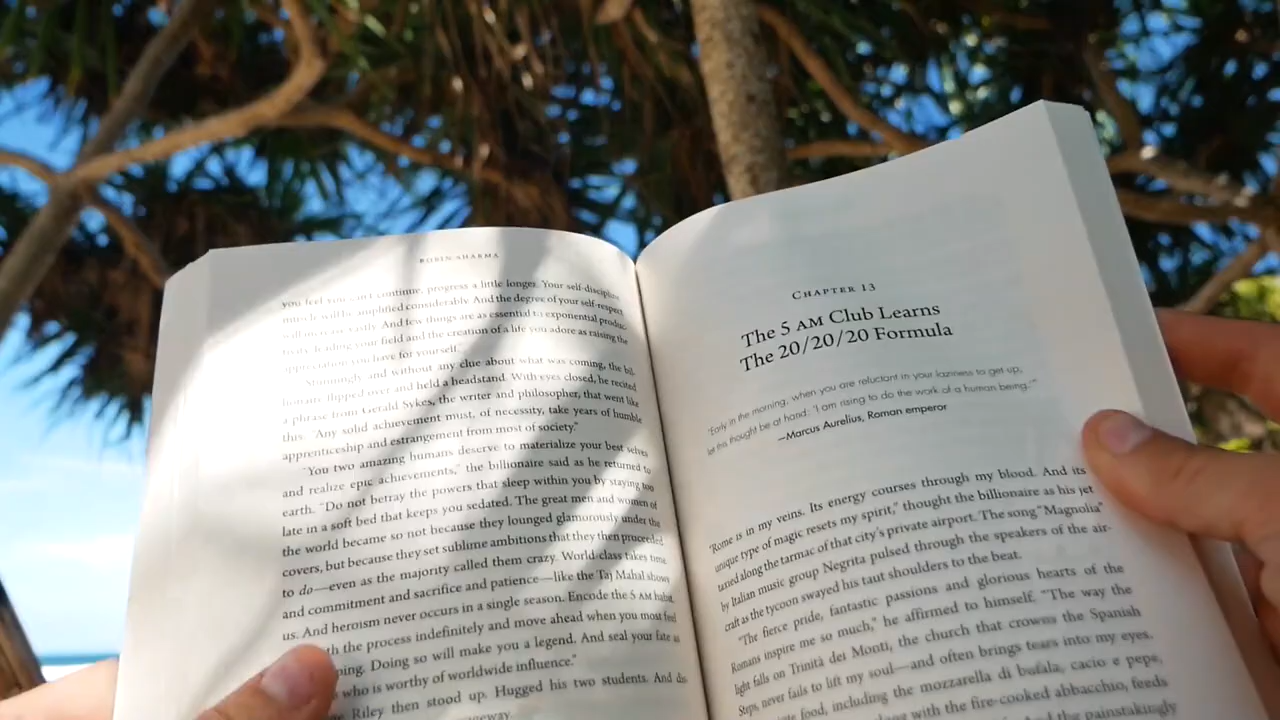 ROBIN SHARMA
you feel you can't continue, progress a little longer. Your self-discipline
muscle will be amplified considerably. And the degree of your self-respect
will increase vastly. And few things are as essential to exponential produc-
tivity, leading your field and the creation of a life you adore as raising the
appreciation you have for yourself."
Stunningly and without any clue about what was coming, the bil-
lionaire flipped over and held a headstand. With eyes closed, he recited
a phrase from Gerald Sykes, the writer and philosopher, that went like
this: "Any solid achievement must, of necessity, take years of humble
apprenticeship and estrangement from most of society."
"You two amazing humans deserve to materialize your best selves
and realize epic achievements," the billionaire said as he returned to
earth. "Do not betray the powers that sleep within you by staying too
late in a soft bed that keeps you sedated. The great men and women of
the world became so not because they lounged glamorously under the
covers, but because they set sublime ambitions that they then proceeded
to do—even as the majority called them crazy. World-class takes time
and commitment and sacrifice and patience—like the Taj Mahal shows
us. And heroism never occurs in a single season. Encode the 5 AM habit.
the process indefinitely and move ahead when you most feel
Doing so will make you a legend. And seal your fate as
who is worthy of worldwide influence."
Riley then stood up. Hugged his two students. And dis-
CHAPTER 13
The 5 AM Club Learns
The 20/20/20 Formula
"Early in the morning, when you are reluctant in your laziness to get up,
let this thought be at hand: 'I am rising to do the work of a human being.'"
—Marcus Aurelius, Roman emperor
"Rome is in my veins. Its energy courses through my blood. And its
unique type of magic resets my spirit," thought the billionaire as his jet
taxied along the tarmac of that city's private airport. The song "Magnolia"
by Italian music group Negrita pulsed through the speakers of the air-
craft as the tycoon swayed his taut shoulders to the beat.
"The fierce pride, fantastic passions and glorious hearts of the
Romans inspire me so much," he affirmed to himself. "The way the
light falls on Trinità dei Monti, the church that crowns the Spanish
Steps, never fails to lift my soul—and often brings tears into my eyes.
food, including the mozzarella di bufala, cacio e pepe,
along with the fire-cooked abbacchio, feeds
And the painstakingly